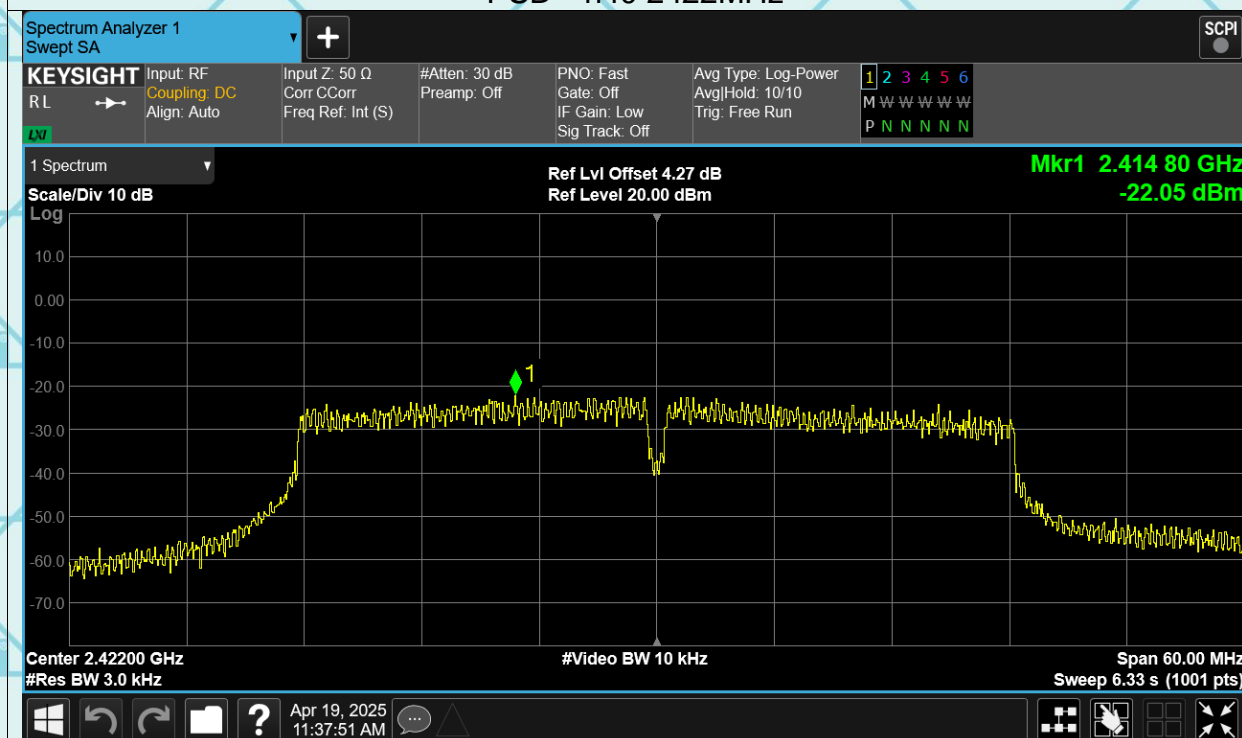 Spectrum Analyzer 1
Swept SA
+
SCPI
KEYSIGHT
RL
LXI
Input: RF
Coupling: DC
Align: Auto
Input Z: 50 Ω
Corr CCorr
Freq Ref: Int (S)
#Atten: 30 dB
Preamp: Off
PNO: Fast
Gate: Off
IF Gain: Low
Sig Track: Off
Avg Type: Log-Power
Avg|Hold: 10/10
Trig: Free Run
1 2 3 4 5 6
M W W W W W
P N N N N N
1 Spectrum
Scale/Div 10 dB
Ref Lvl Offset 4.27 dB
Ref Level 20.00 dBm
Mkr1 2.414 80 GHz
-22.05 dBm
Log
10.0
0.00
-10.0
-20.0
-30.0
-40.0
-50.0
-60.0
-70.0
1
Center 2.42200 GHz
#Res BW 3.0 kHz
#Video BW 10 kHz
Span 60.00 MHz
Sweep 6.33 s (1001 pts)
?
Apr 19, 2025
11:37:51 AM